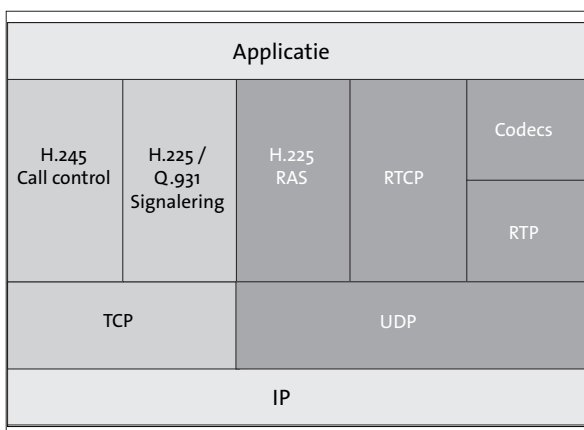 Applicatie
H.245
Call control
H.225 /
Q.931
Signalering
H.225
RAS
RTCP
Codecs
RTP
TCP
UDP
IP